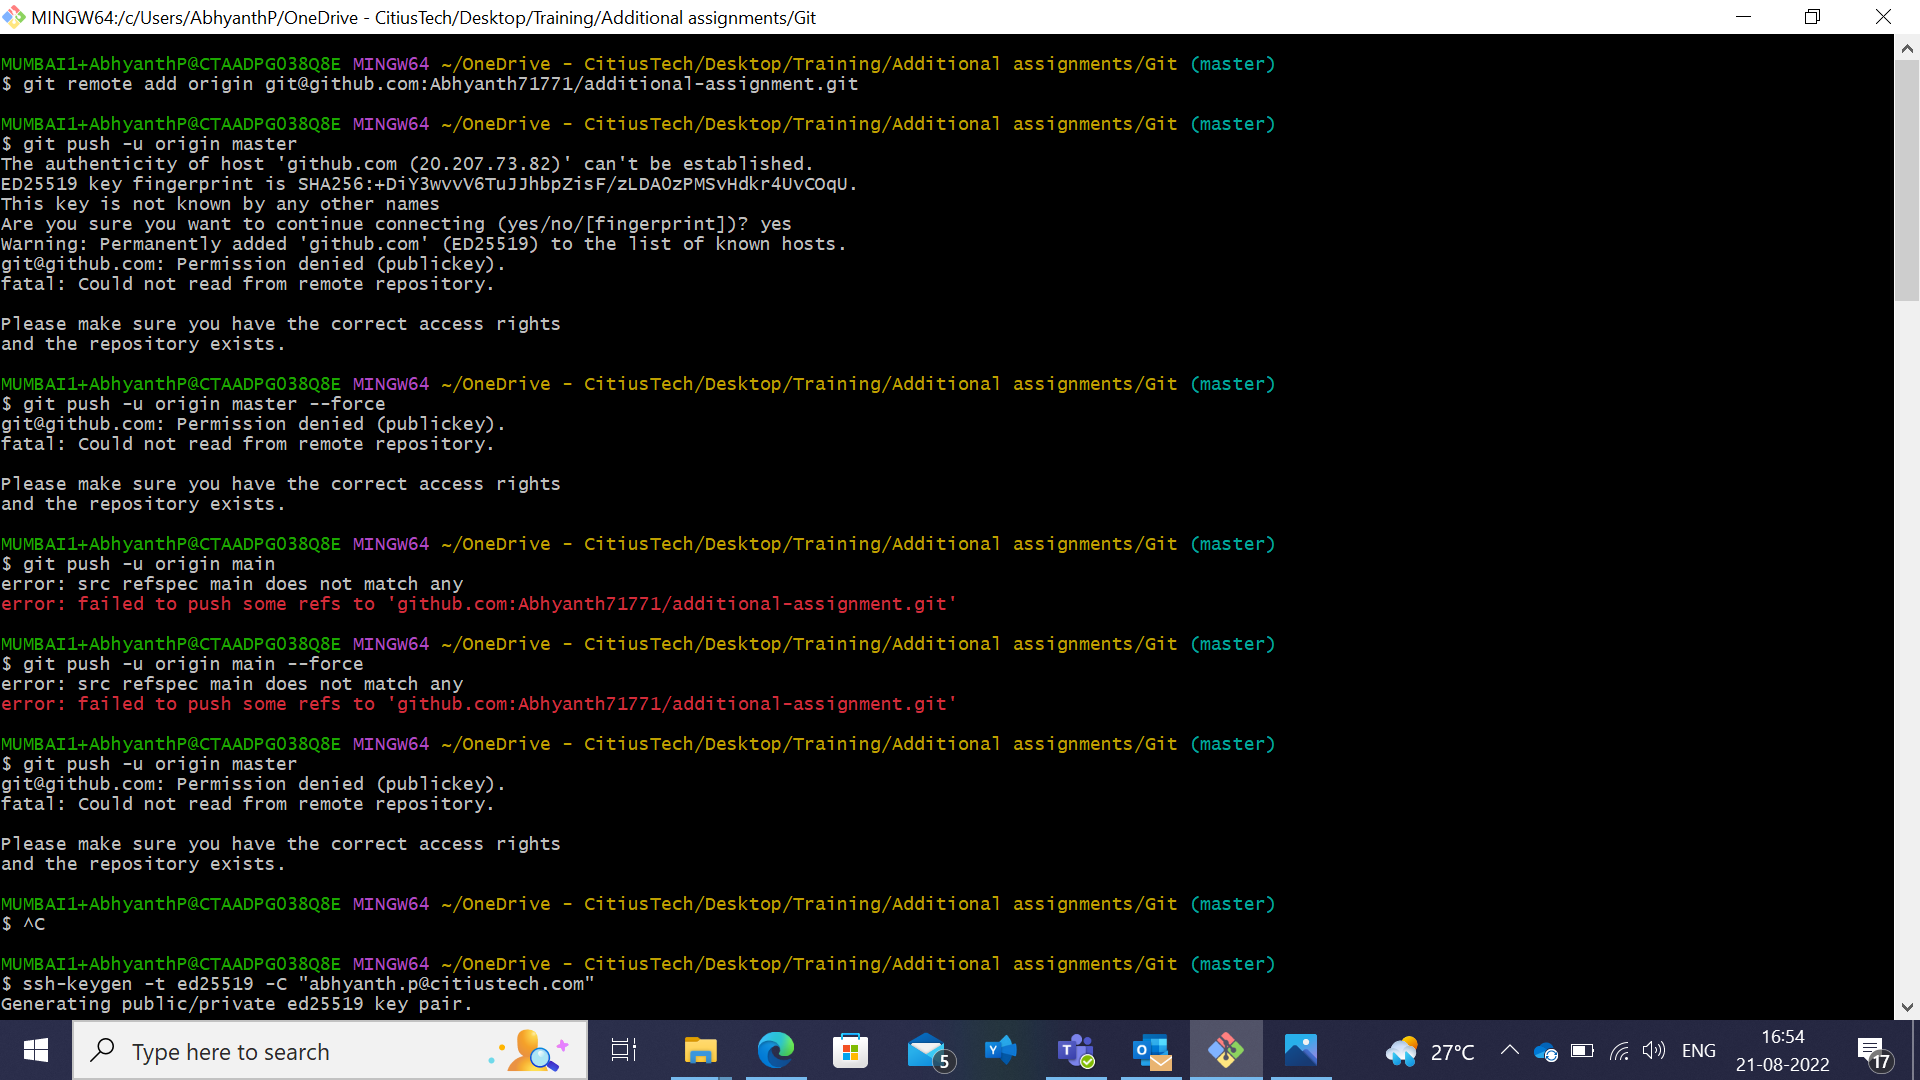 MINGW64:/c/Users/AbhyanthP/OneDrive - CitiusTech/Desktop/Training/Additional assignments/Git
MUMBAI1+AbhyanthP@CTAADPG038Q8E MINGW64 ~/OneDrive - CitiusTech/Desktop/Training/Additional assignments/Git (master)
$ git remote add origin git@github.com:Abhyanth71771/additional-assignment.git
MUMBAI1+AbhyanthP@CTAADPG038Q8E MINGW64 ~/OneDrive - CitiusTech/Desktop/Training/Additional assignments/Git (master)
$ git push -u origin master
The authenticity of host 'github.com (20.207.73.82)' can't be established.
ED25519 key fingerprint is SHA256:+DiY3wvvV6TuJJhbpZisF/zLDA0zPMSvHdkr4UvCOqU.
This key is not known by any other names
Are you sure you want to continue connecting (yes/no/[fingerprint])? yes
Warning: Permanently added 'github.com' (ED25519) to the list of known hosts.
git@github.com: Permission denied (publickey).
fatal: Could not read from remote repository.
Please make sure you have the correct access rights
and the repository exists.
MUMBAI1+AbhyanthP@CTAADPG038Q8E MINGW64 ~/OneDrive - CitiusTech/Desktop/Training/Additional assignments/Git (master)
$ git push -u origin master --force
git@github.com: Permission denied (publickey).
fatal: Could not read from remote repository.
Please make sure you have the correct access rights
and the repository exists.
MUMBAI1+AbhyanthP@CTAADPG038Q8E MINGW64 ~/OneDrive - CitiusTech/Desktop/Training/Additional assignments/Git (master)
$ git push -u origin main
error: src refspec main does not match any
error: failed to push some refs to 'github.com:Abhyanth71771/additional-assignment.git'
MUMBAI1+AbhyanthP@CTAADPG038Q8E MINGW64 ~/OneDrive - CitiusTech/Desktop/Training/Additional assignments/Git (master)
$ git push -u origin main --force
error: src refspec main does not match any
error: failed to push some refs to 'github.com:Abhyanth71771/additional-assignment.git'
MUMBAI1+AbhyanthP@CTAADPG038Q8E MINGW64 ~/OneDrive - CitiusTech/Desktop/Training/Additional assignments/Git (master)
$ git push -u origin master
git@github.com: Permission denied (publickey).
fatal: Could not read from remote repository.
Please make sure you have the correct access rights
and the repository exists.
MUMBAI1+AbhyanthP@CTAADPG038Q8E MINGW64 ~/OneDrive - CitiusTech/Desktop/Training/Additional assignments/Git (master)
$ ^C
MUMBAI1+AbhyanthP@CTAADPG038Q8E MINGW64 ~/OneDrive - CitiusTech/Desktop/Training/Additional assignments/Git (master)
$ ssh-keygen -t ed25519 -C "abhyanth.p@citiustech.com"
Generating public/private ed25519 key pair.
Type here to search
5
27°C
ENG
16:54
21-08-2022
17